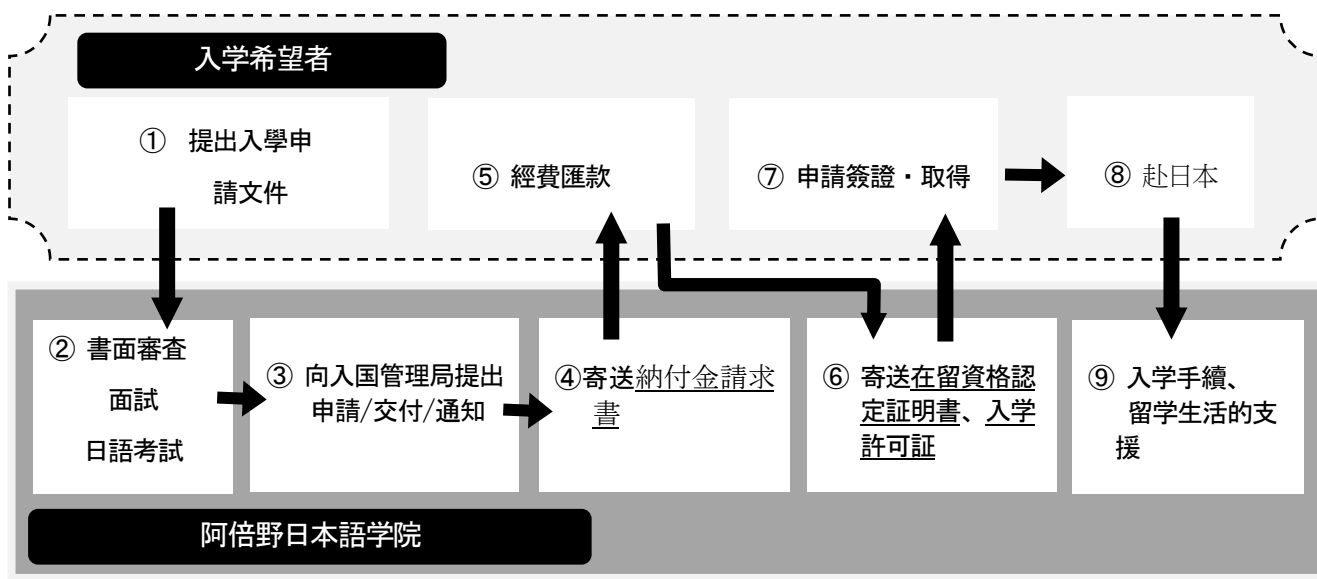 入学希望者
① 提出入學申
請文件
⑤ 經費匯款
⑦ 申請簽證・取得
⑧ 赴日本
② 書面審査
面試
日語考試
③ 向入国管理局提出
申請/交付/通知
④寄送納付金請求
書
⑥ 寄送在留資格認
定証明書、入学
許可証
⑨ 入学手續、
留学生活的支
援
阿倍野日本語学院